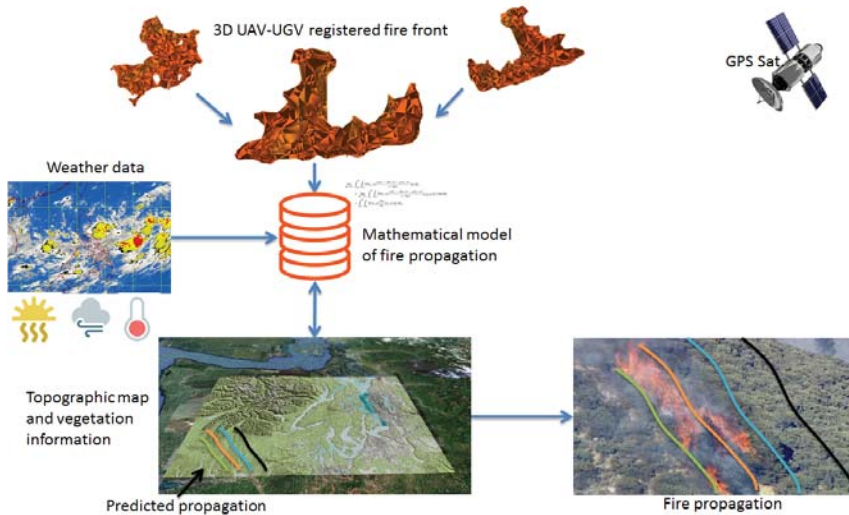 3D UAV-UGV registered fire front
GPS Sat
Weather data
Mathematical model
of fire propagation
Topographic map
and vegetation
information
Predicted propagation
Fire propagation